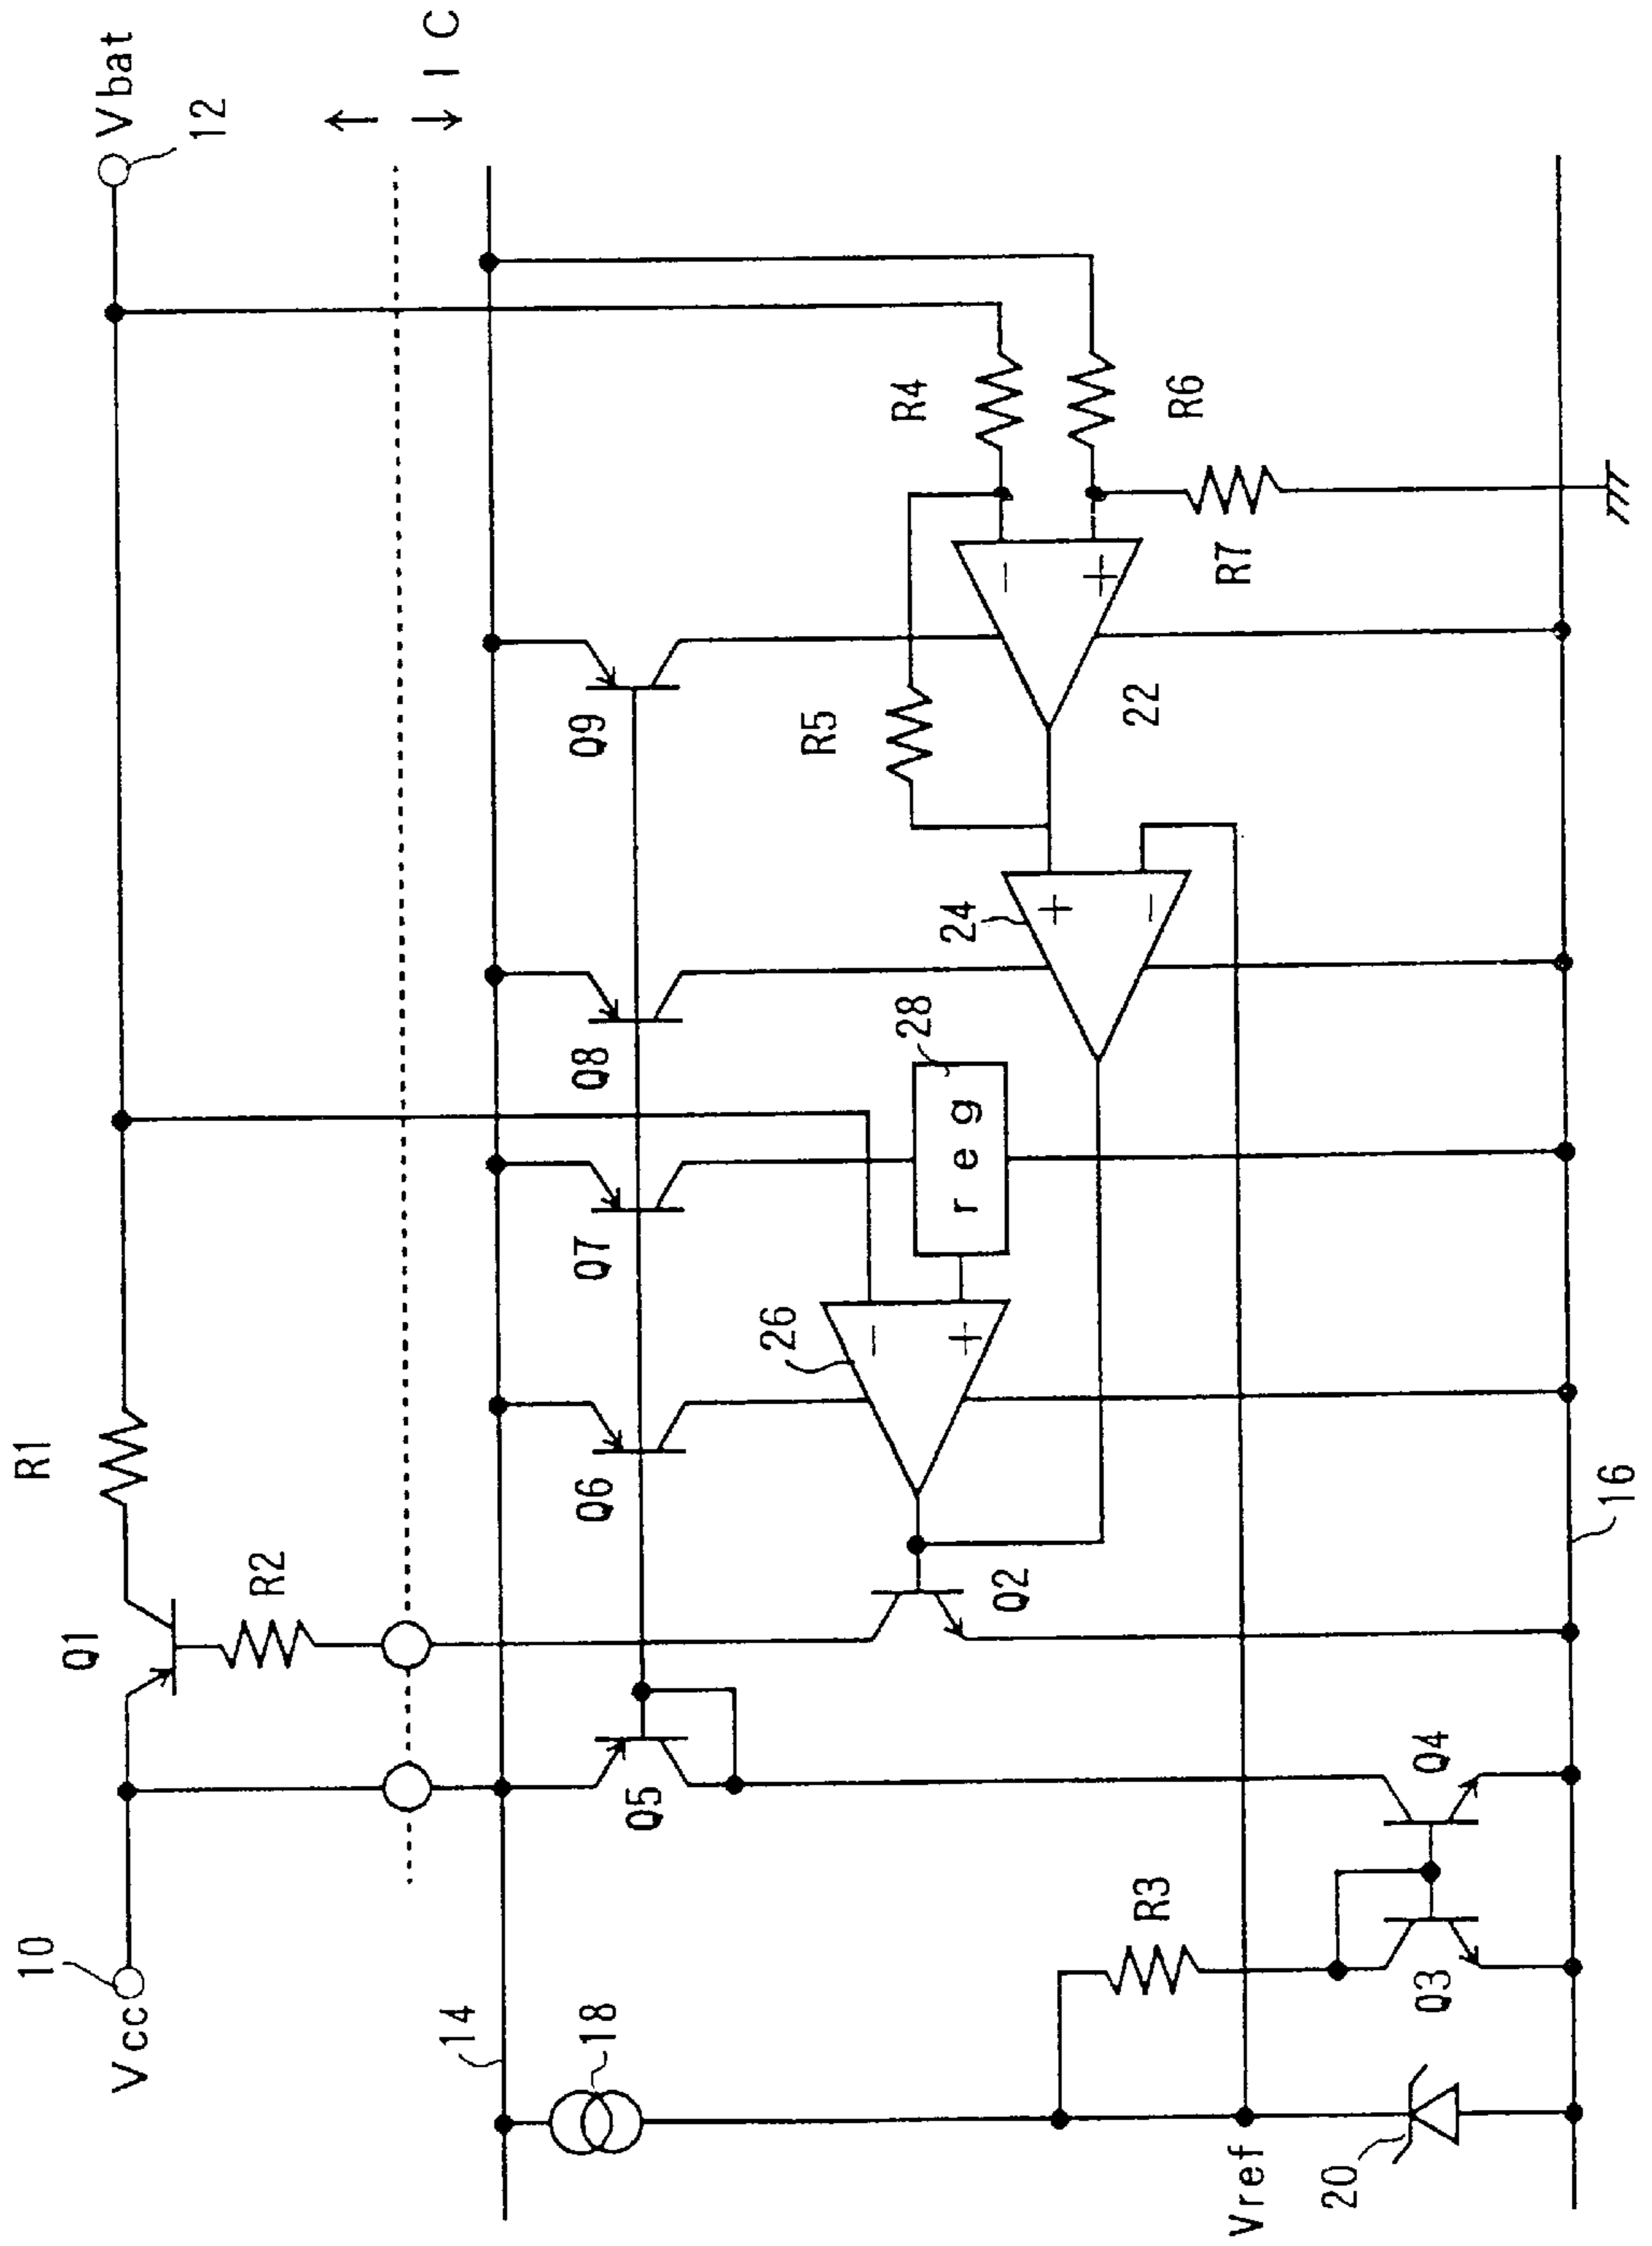 Vcc
10
Q1
R1
Vbat
12
R2
↑
↓ I C
14
18
Q5
Q6
Q7
Q8
Q9
26
28
r e g
R5
R4
24
Q2
22
R6
R7
R3
Vref
20
Q3
Q4
16
−
+
+
−
−
+